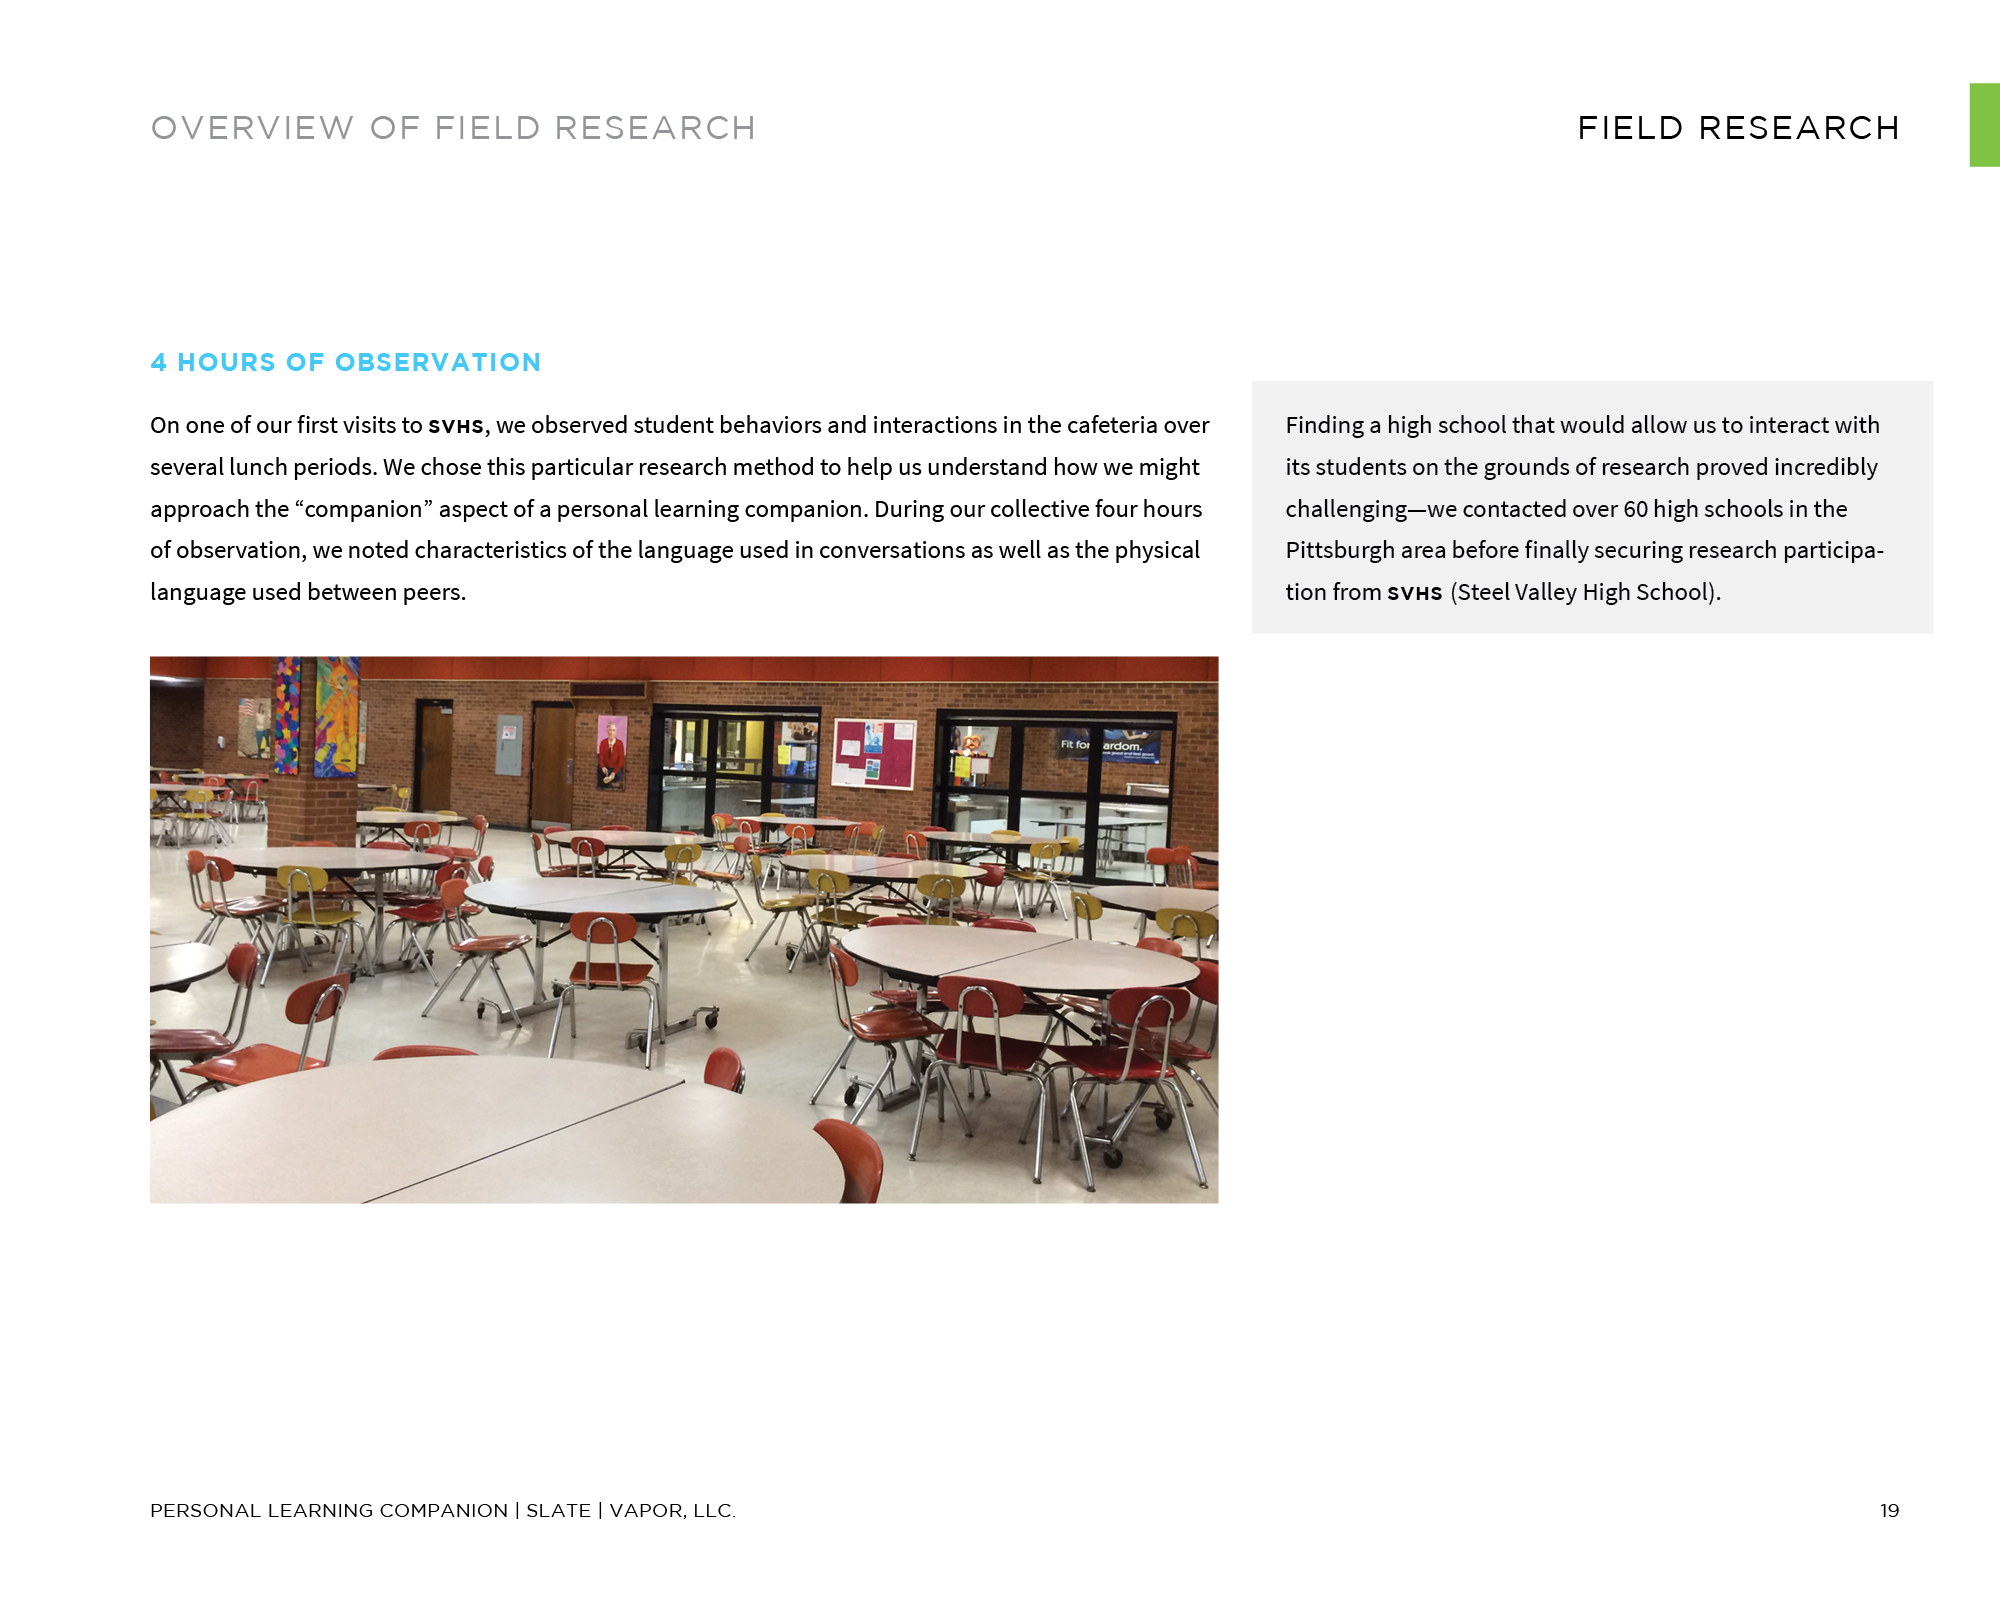 OVERVIEW OF FIELD RESEARCH
FIELD RESEARCH
4 HOURS OF OBSERVATION
On one of our first visits to SVHS, we observed student behaviors and interactions in the cafeteria over
several lunch periods. We chose this particular research method to help us understand how we might
approach the “companion” aspect of a personal learning companion. During our collective four hours
of observation, we noted characteristics of the language used in conversations as well as the physical
language used between peers.
Finding a high school that would allow us to interact with
its students on the grounds of research proved incredibly
challenging—we contacted over 60 high schools in the
Pittsburgh area before finally securing research participa-
tion from SVHS (Steel Valley High School).
Fit for
ardom.
PERSONAL LEARNING COMPANION | SLATE | VAPOR, LLC.
19